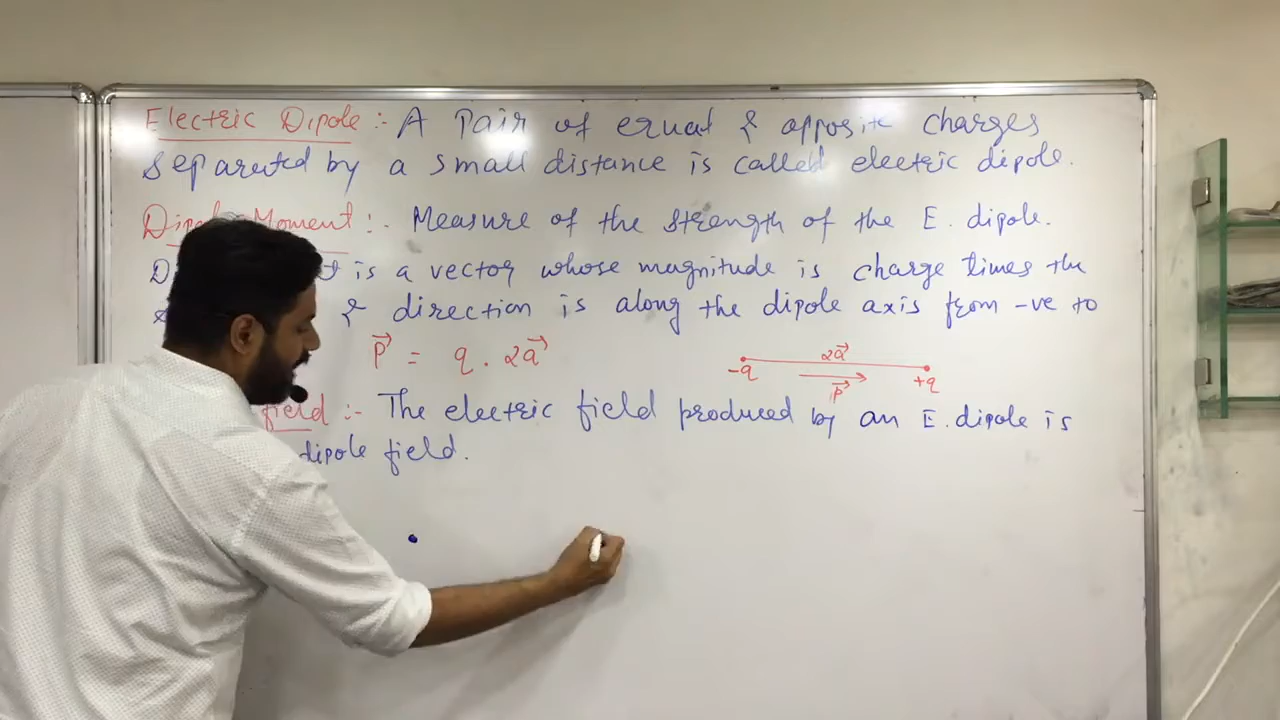 Electric Dipole :- A Pair of equal & opposite charges
separated by a small distance is called electric dipole.
Moment :- Measure of the strength of the E. dipole.
is a vector whose magnitude is charge times the
& direction is along the dipole axis from -ve to
p⃗ = q . 2a⃗
2a⃗
-q p⃗ +q
field :- The electric field produced by an E. dipole is
dipole field.